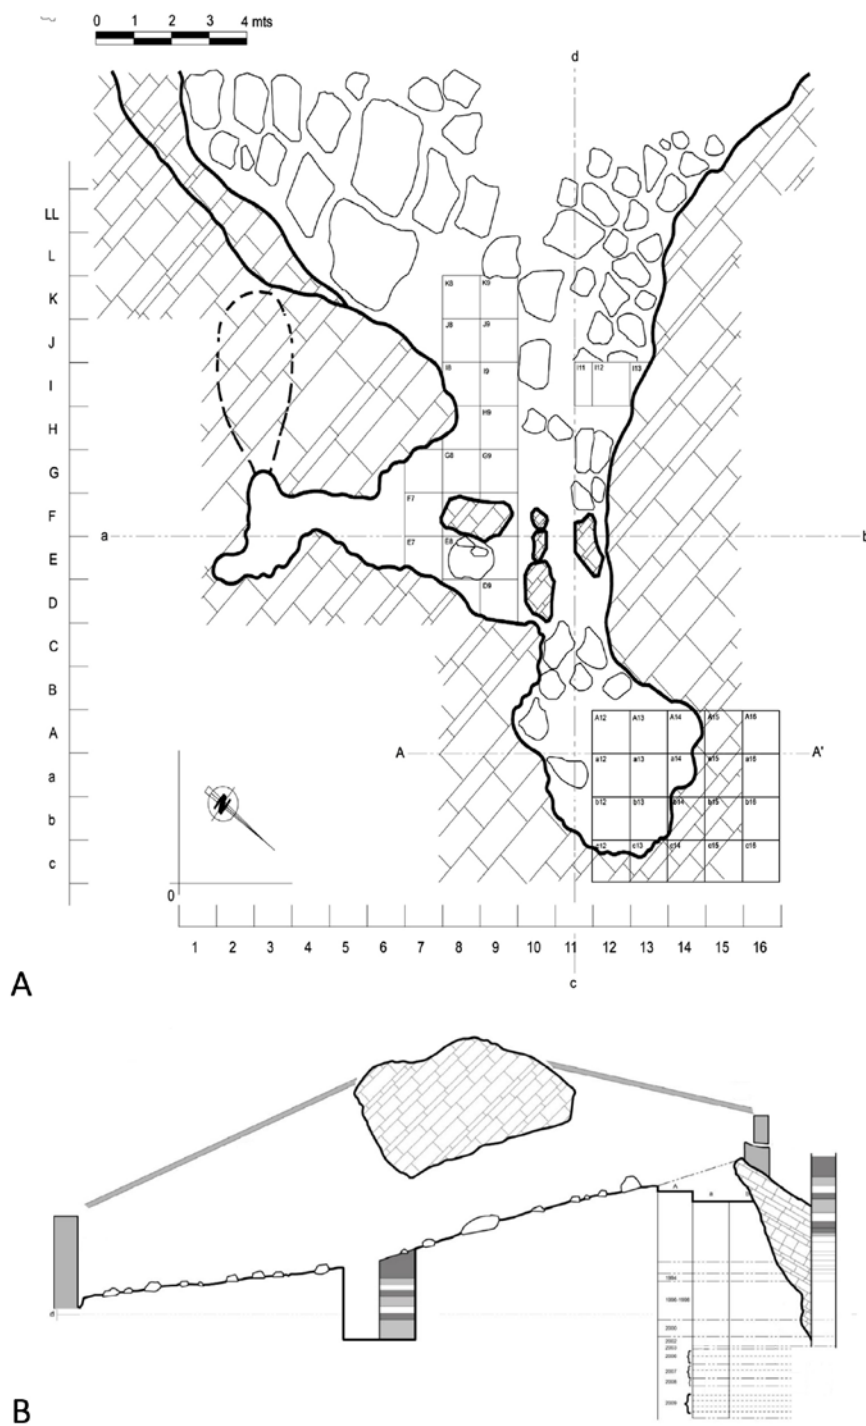 0 1 2 3 4 mts
d
LL
L
K
K8 K9
J
J8 J9
I
I8 I9 I11 I12 I13
H
H9
G
G8 G9
F
F7
a b
E
E7 E8
D
D9
C
B
A
A12 A13 A14 A15 A16
A A'
a
a12 a13 a14 a15 a16
b
b12 b13 b14 b15 b16
c
c12 c13 c14 c15 c16
N
0
1 2 3 4 5 6 7 8 9 10 11 12 13 14 15 16
c
A
A
a
d
1994
1996-1998
2000
2002
2003
2006
2007
2008
2009
B